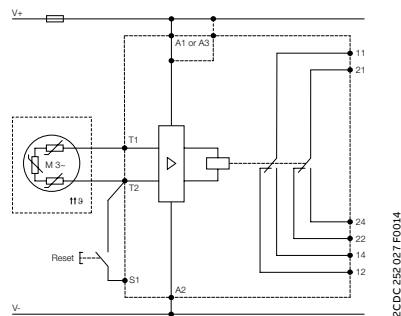 V+
A1 or A3
11
21
T1
M 3~
T2
ϑ
24
22
Reset
14
S1
12
A2
V-
2CDC 252 027 F0014